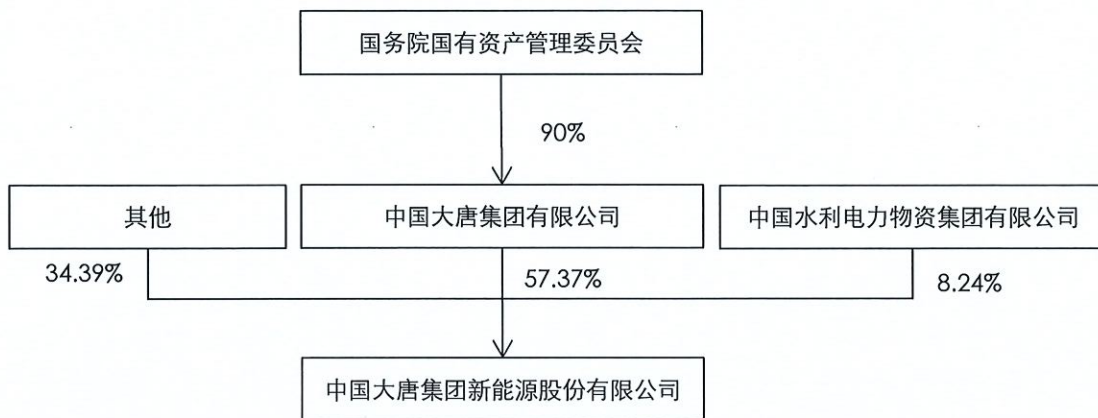 国务院国有资产管理委员会
90%
其他
中国大唐集团有限公司
中国水利电力物资集团有限公司
34.39%
57.37%
8.24%
中国大唐集团新能源股份有限公司